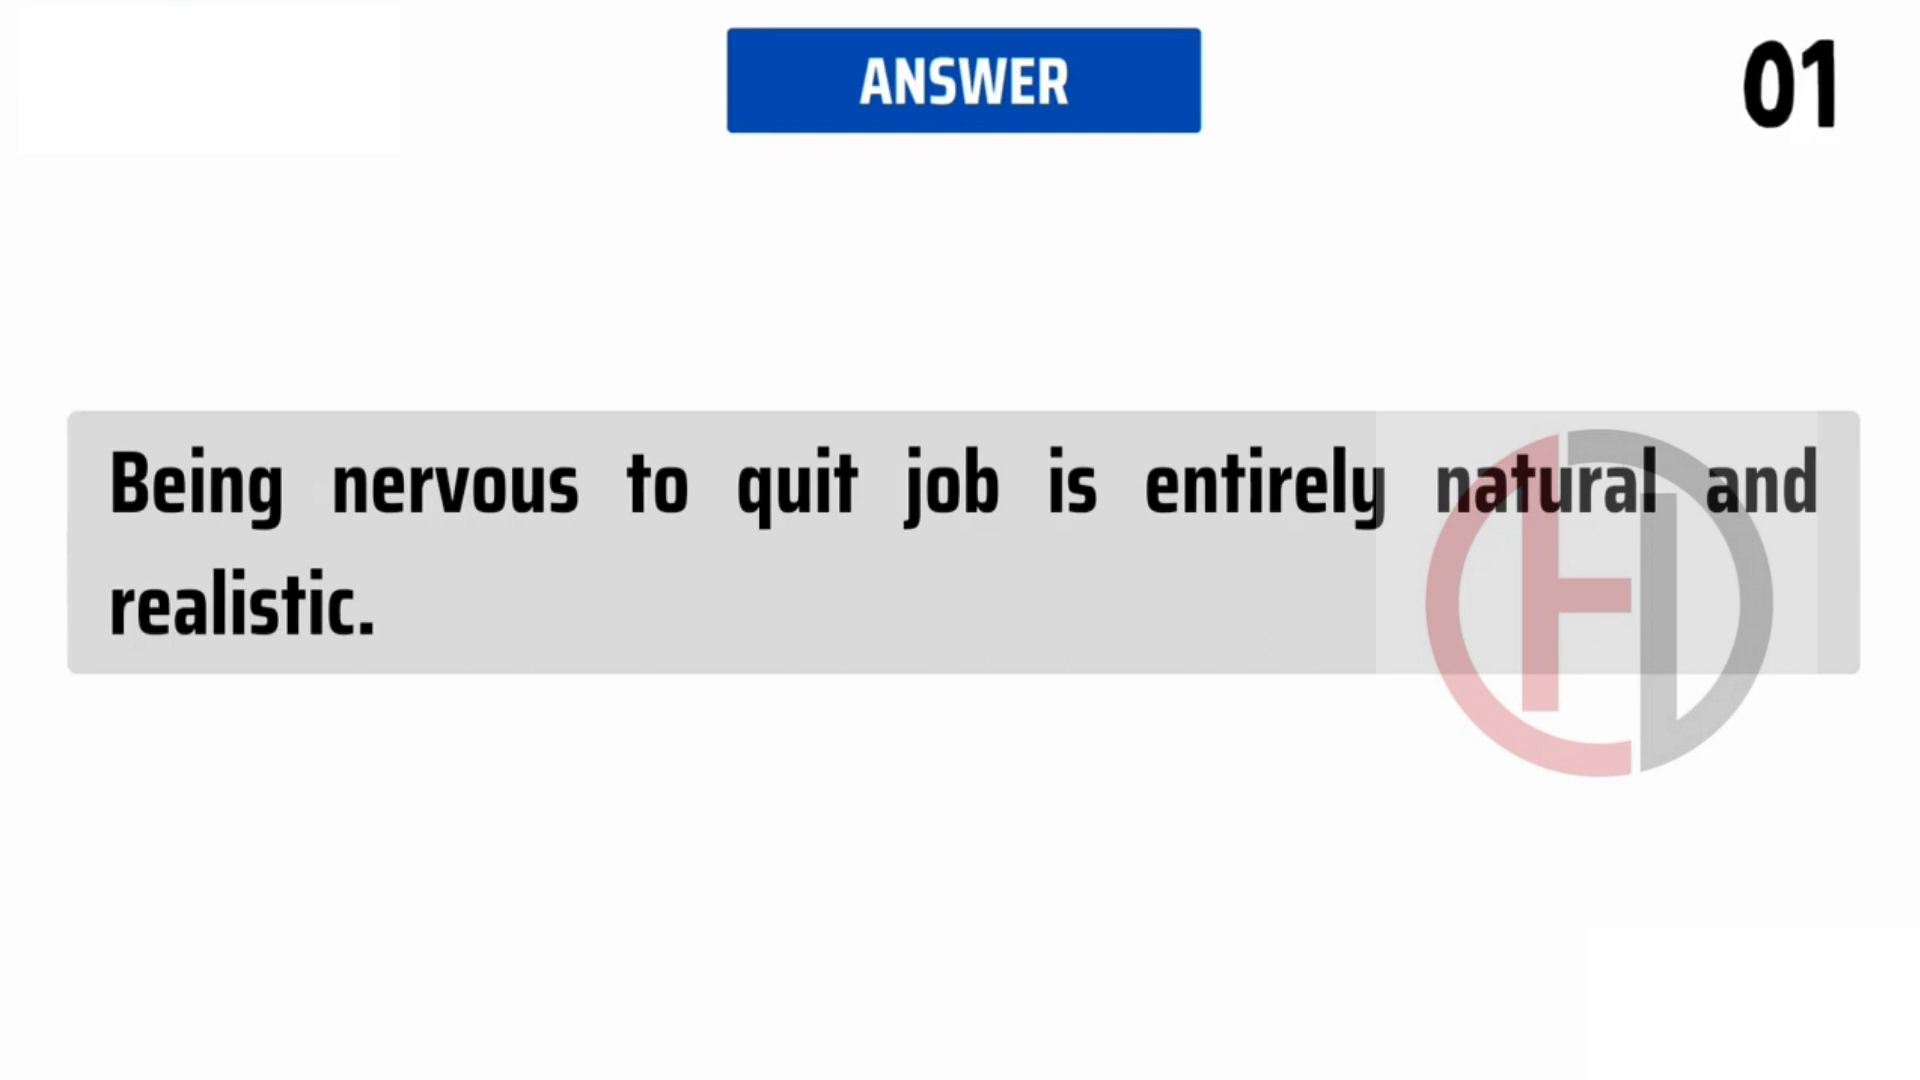 ANSWER
01
Being nervous to quit job is entirely natural and
realistic.